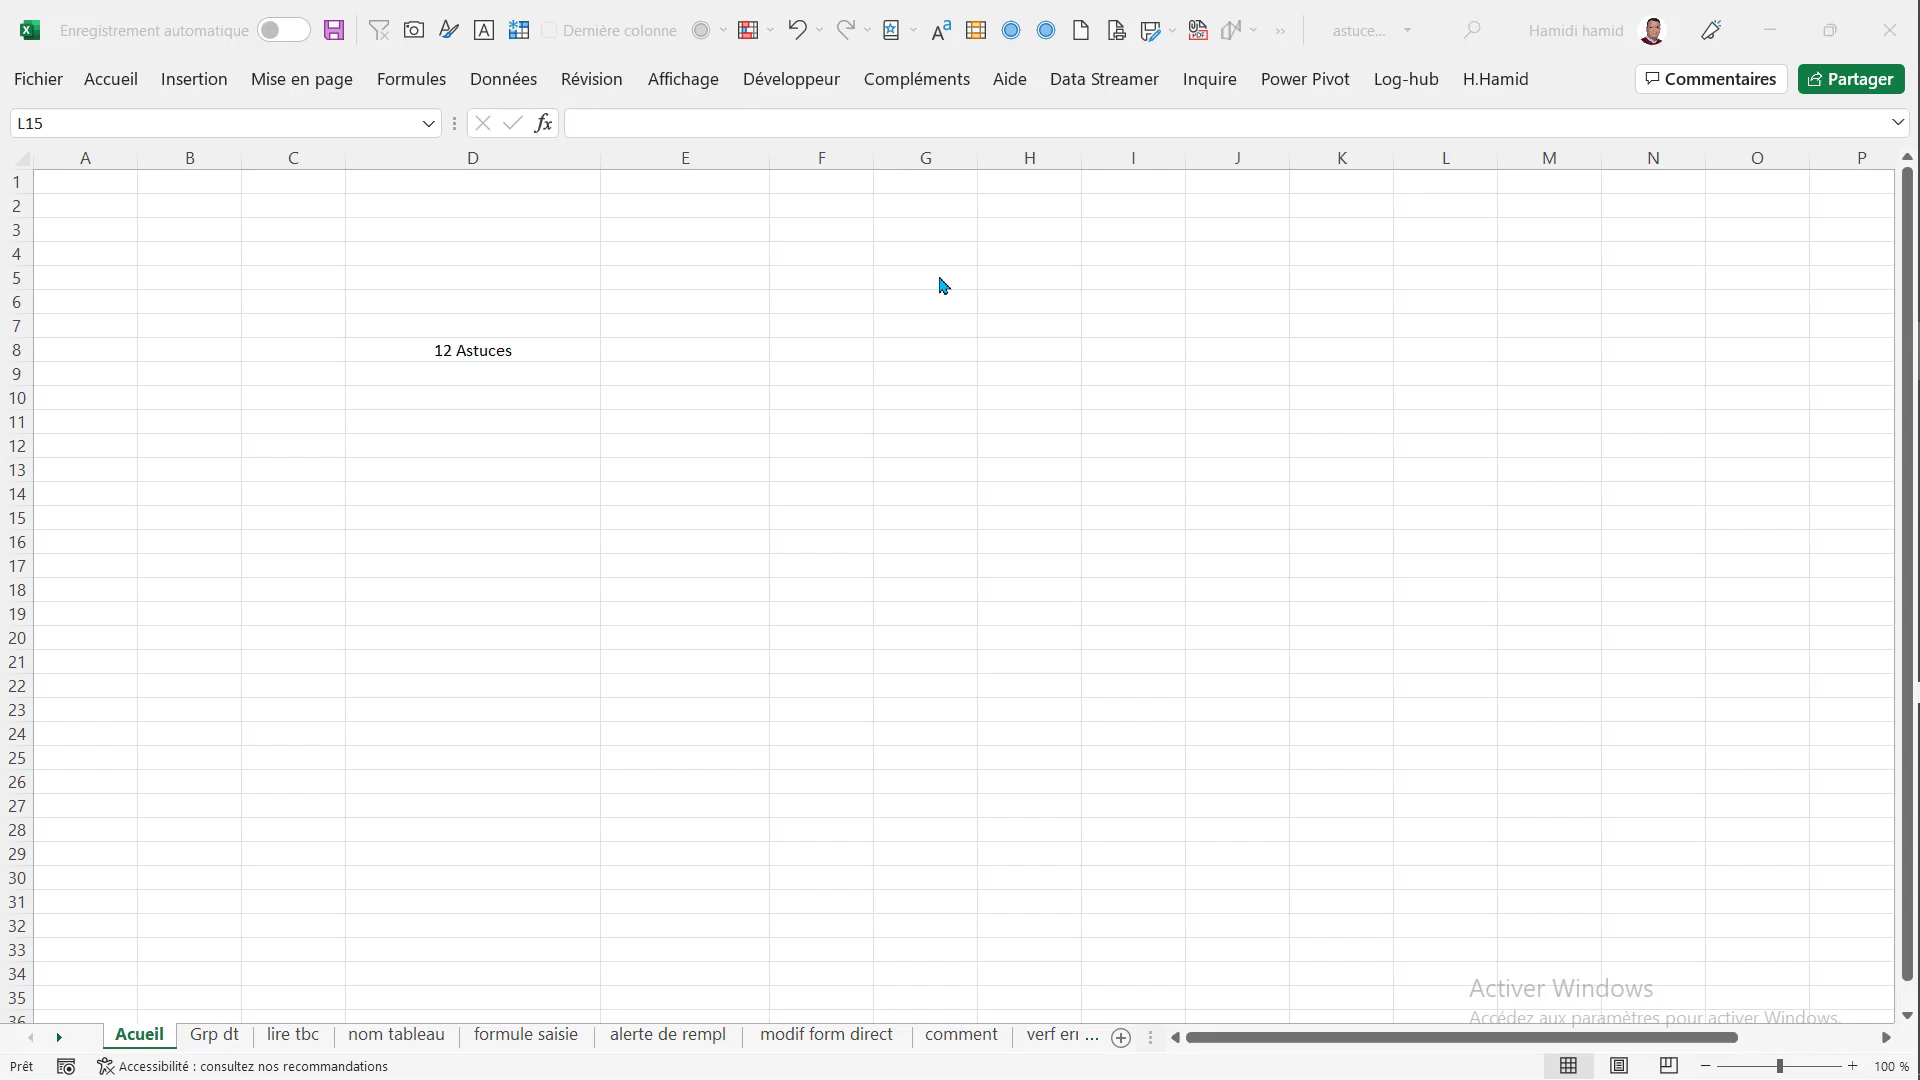 Enregistrement automatique
Dernière colonne
astuce...
Hamidi hamid
Fichier Accueil Insertion Mise en page Formules Données Révision Affichage Développeur Compléments Aide Data Streamer Inquire Power Pivot Log-hub H.Hamid Commentaires Partager
L15
fx
A B C D E F G H I J K L M N O P
1
2
3
4
5
6
7
8 12 Astuces
9
10
11
12
13
14
15
16
17
18
19
20
21
22
23
24
25
26
27
28
29
30
31
32
33
34
35
36
Activer Windows
Accédez aux paramètres pour activer Windows.
Acueil Grp dt lire tbc nom tableau formule saisie alerte de rempl modif form direct comment verf err ...
Prêt Accessibilité : consultez nos recommandations 100 %